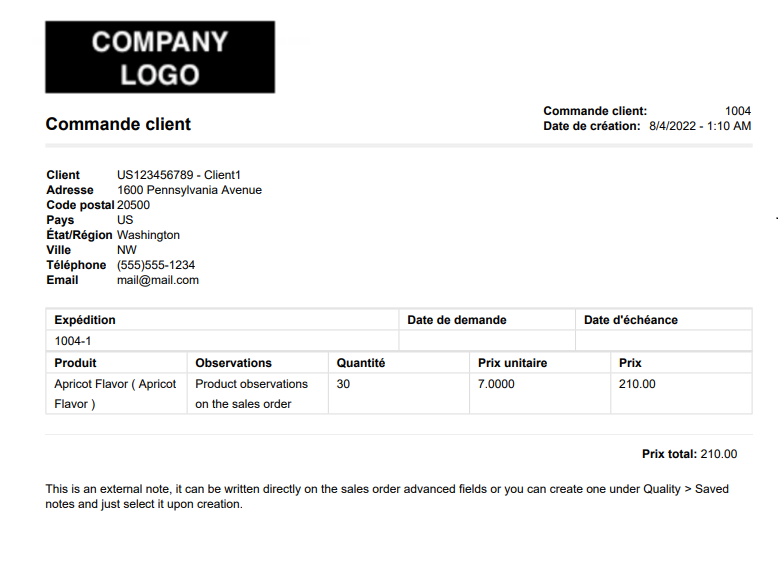 COMPANY
LOGO
Commande client
Commande client: 1004
Date de création: 8/4/2022 - 1:10 AM
Client US123456789 - Client1
Adresse 1600 Pennsylvania Avenue
Code postal 20500
Pays US
État/Région Washington
Ville NW
Téléphone (555)555-1234
Email mail@mail.com
Expédition Date de demande Date d'échéance
1004-1
Produit Observations Quantité Prix unitaire Prix
Apricot Flavor ( Apricot Product observations 30 7.0000 210.00
Flavor ) on the sales order
Prix total: 210.00
This is an external note, it can be written directly on the sales order advanced fields or you can create one under Quality > Saved
notes and just select it upon creation.